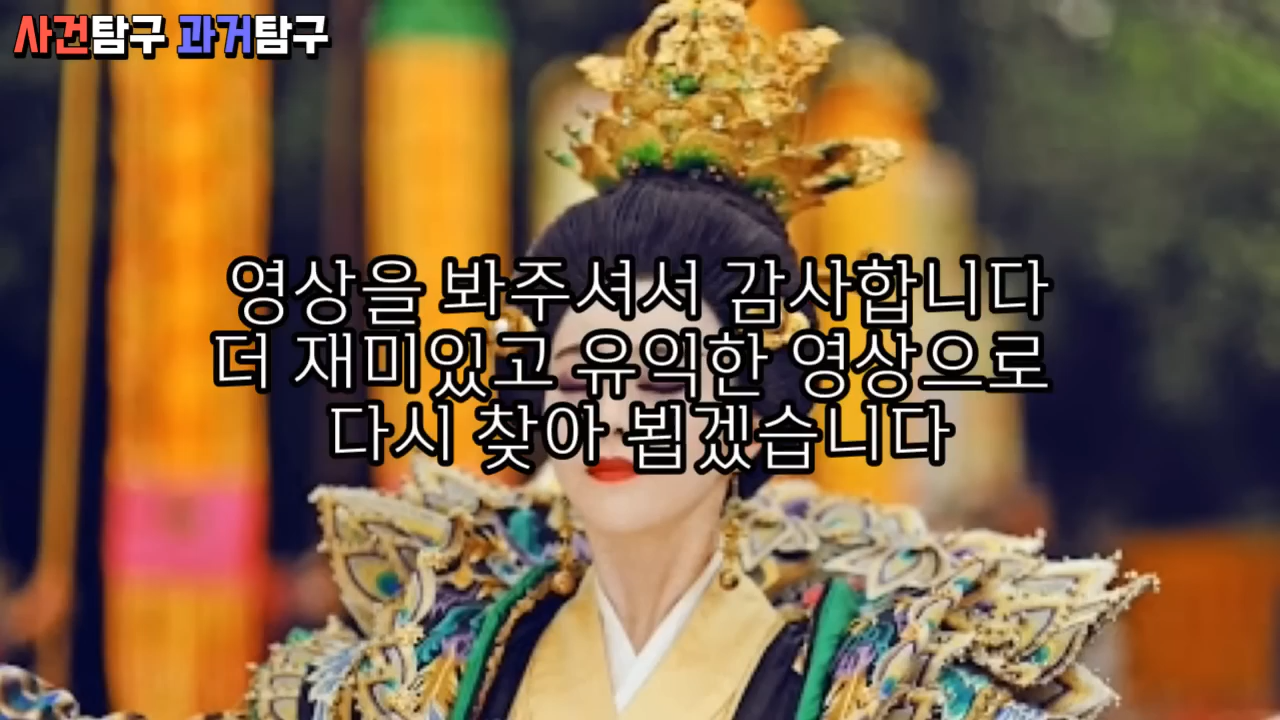 사건탐구 과거탐구
영상을 봐주셔서 감사합니다
더 재미있고 유익한 영상으로
다시 찾아 뵙겠습니다